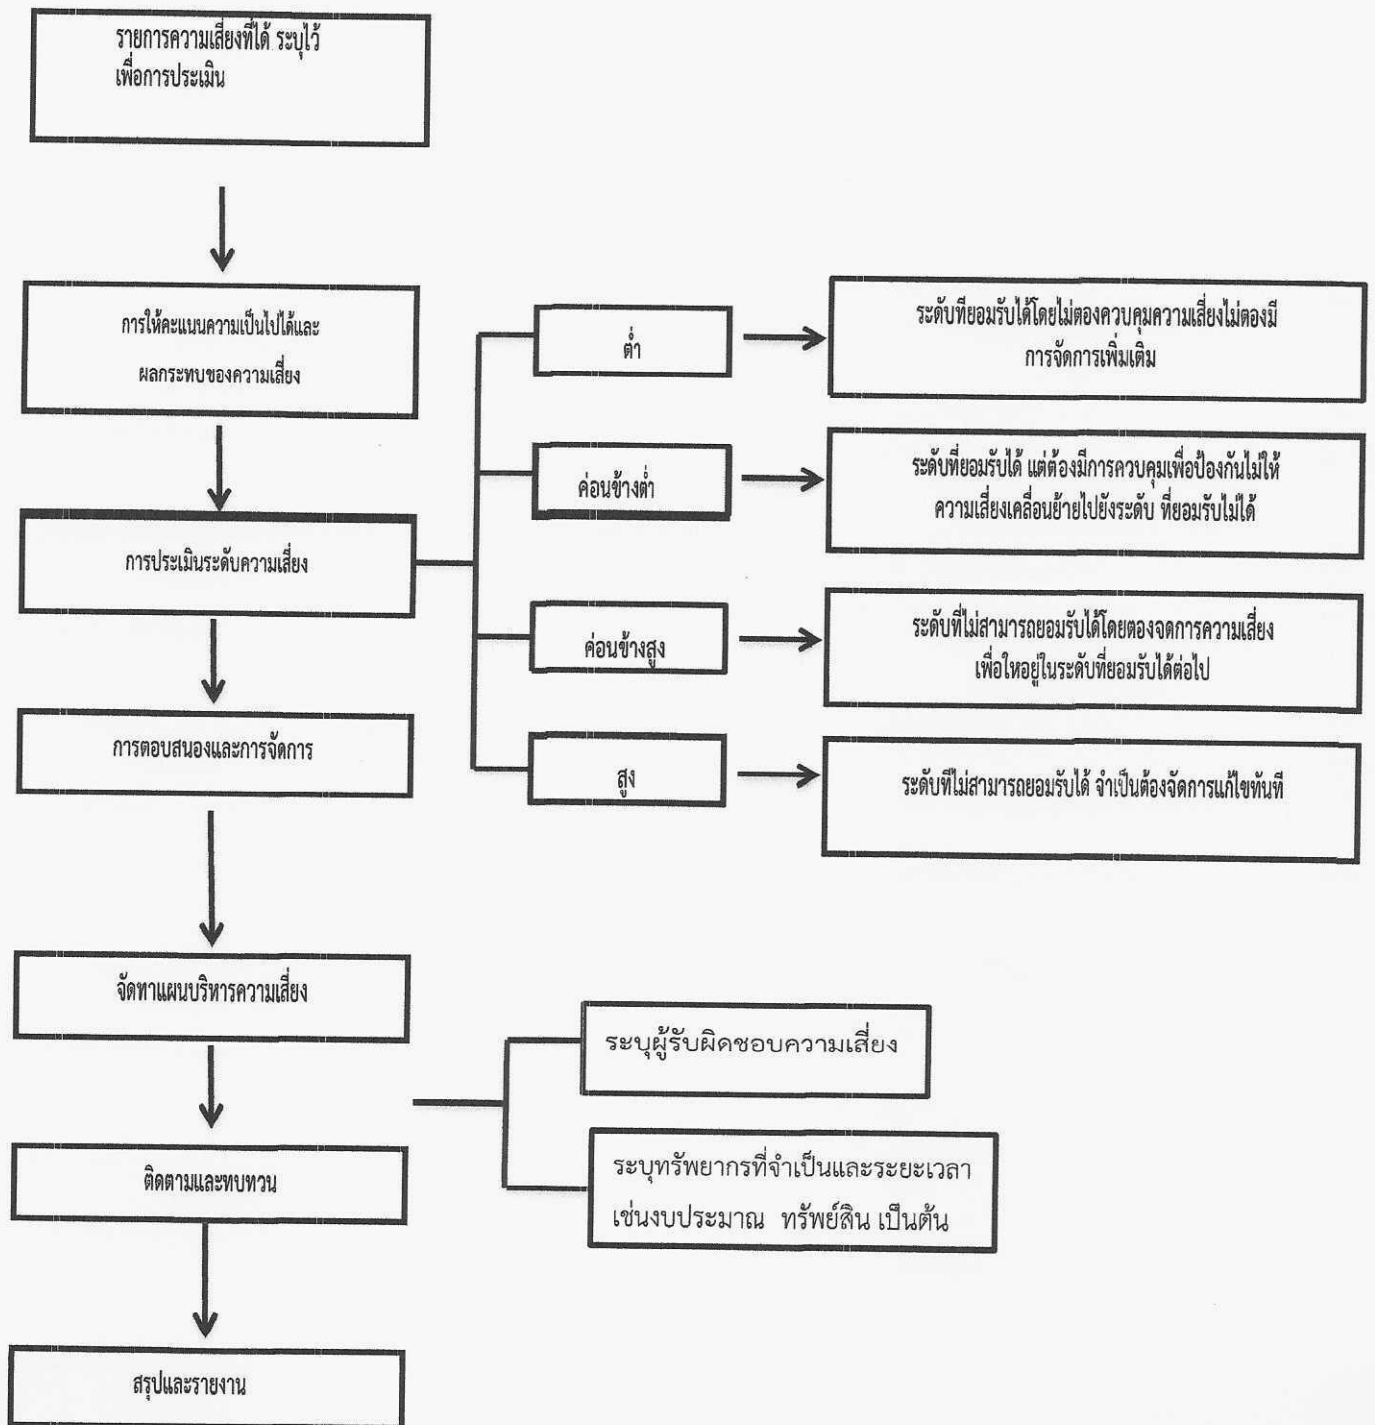 รายการความเสี่ยงที่ได้ ระบุไว้
เพื่อการประเมิน
การให้คะแนนความเป็นไปได้และ
ผลกระทบของความเสี่ยง
การประเมินระดับความเสี่ยง
ต่ำ
ระดับที่ยอมรับได้โดยไม่ตองควบคุมความเสี่ยงไม่ตองมี
การจัดการเพิ่มเติม
ค่อนข้างต่ำ
ระดับที่ยอมรับได้ แต่ต้องมีการควบคุมเพื่อป้องกันไม่ให้
ความเสี่ยงเคลื่อนย้ายไปยังระดับ ที่ยอมรับไม่ได้
ค่อนข้างสูง
ระดับที่ไม่สามารถยอมรับได้โดยตองจดการความเสี่ยง
เพื่อใหอยู่ในระดับที่ยอมรับได้ต่อไป
สูง
ระดับที่ไม่สามารถยอมรับได้ จำเป็นต้องจัดการแก้ไขทันที
การตอบสนองและการจัดการ
จัดทาแผนบริหารความเสี่ยง
ระบุผู้รับผิดชอบความเสี่ยง
ระบุทรัพยากรที่จำเป็นและระยะเวลา
เช่นงบประมาณ ทรัพย์สิน เป็นต้น
ติดตามและทบทวน
สรุปและรายงาน